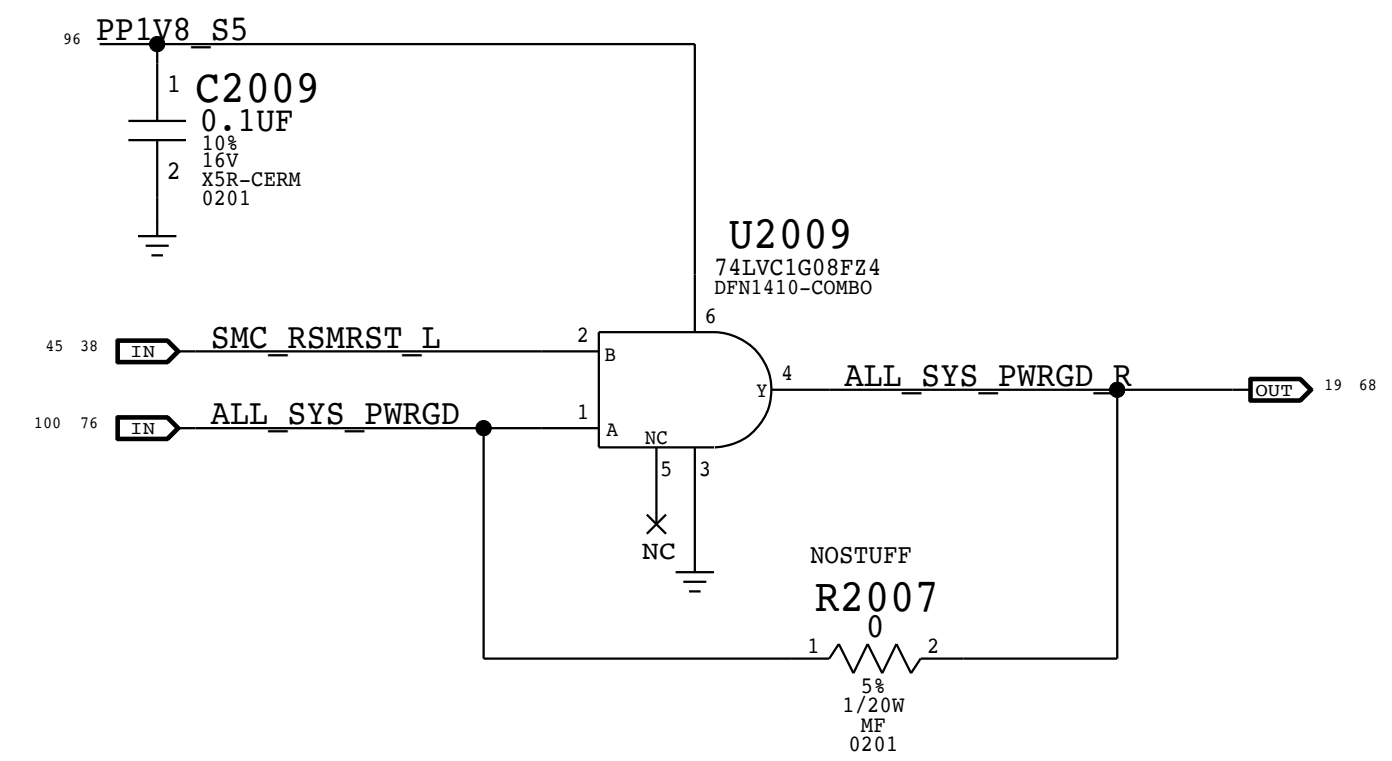 96 PP1V8_S5
1 C2009
0.1UF
10%
16V
2 X5R-CERM
0201
U2009
74LVC1G08FZ4
DFN1410-COMBO
6
45 38 IN SMC_RSMRST_L 2 B
Y 4 ALL_SYS_PWRGD_R OUT 19 68
100 76 IN ALL_SYS_PWRGD 1 A
NC
5 3
NC
NOSTUFF
R2007
0
1 2
5%
1/20W
MF
0201